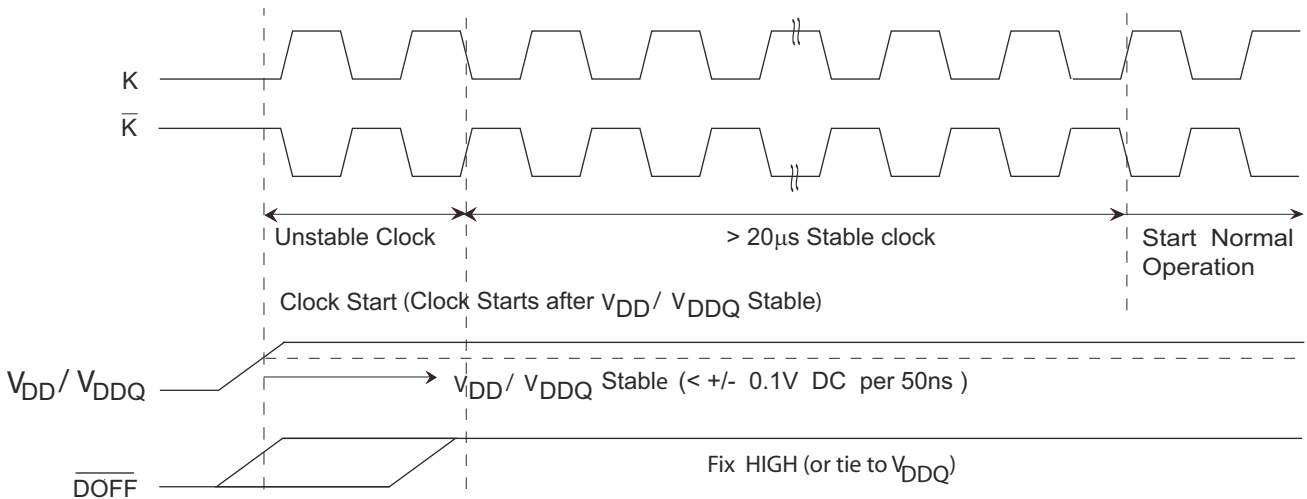 K
K
Unstable Clock
> 20μs Stable clock
Start Normal
Operation
Clock Start (Clock Starts after VDD / VDDQ Stable)
VDD / VDDQ
VDD / VDDQ Stable (< +/- 0.1V DC per 50ns )
DOFF
Fix HIGH (or tie to VDDQ)